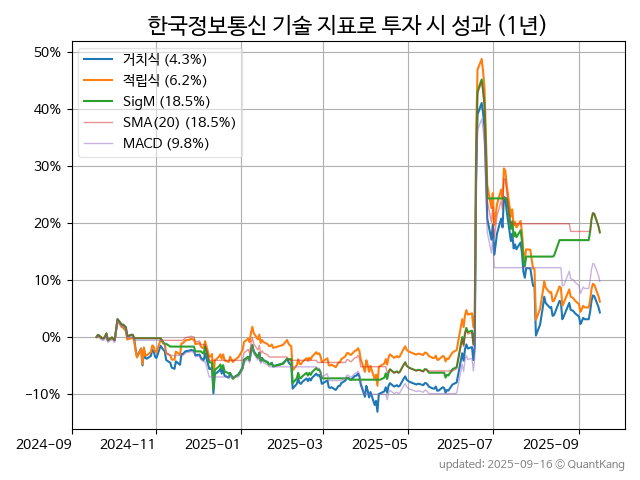 한국정보통신 기술 지표로 투자 시 성과 (1년)
50%
40%
30%
20%
10%
0%
−10%
거치식 (4.3%)
적립식 (6.2%)
SigM (18.5%)
SMA(20) (18.5%)
MACD (9.8%)
2024-09
2024-11
2025-01
2025-03
2025-05
2025-07
2025-09
updated: 2025-09-16 © QuantKang